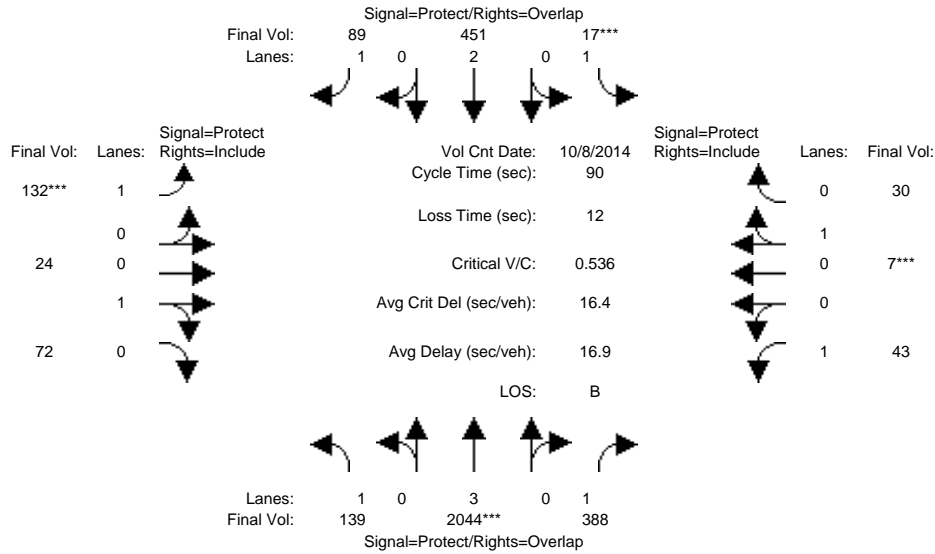 Signal=Protect/Rights=Overlap
Final Vol: 89 451 17***
Lanes: 1 0 2 0 1
Signal=Protect Signal=Protect
Final Vol: Lanes: Rights=Include Vol Cnt Date: 10/8/2014 Rights=Include Lanes: Final Vol:
Cycle Time (sec): 90
132*** 1 0 30
Loss Time (sec): 12
0 1
24 0 Critical V/C: 0.536 0 7***
1 Avg Crit Del (sec/veh): 16.4 0
72 0 Avg Delay (sec/veh): 16.9 1 43
LOS: B
Lanes: 1 0 3 0 1
Final Vol: 139 2044*** 388
Signal=Protect/Rights=Overlap